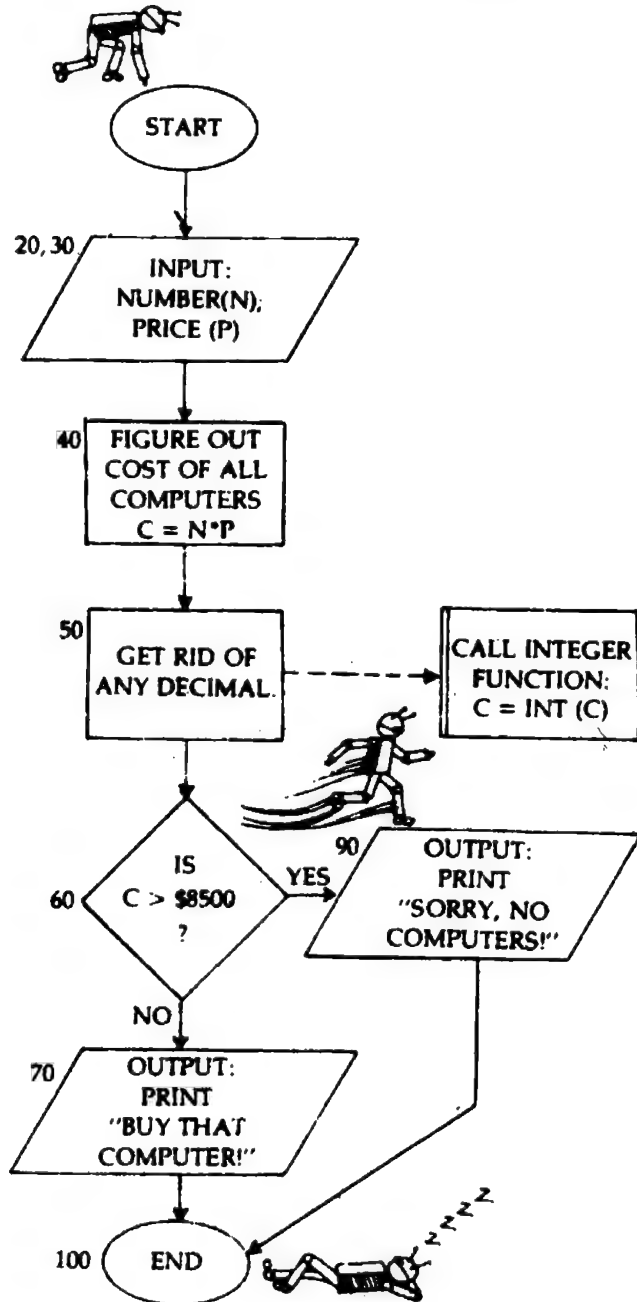 START
20, 30
INPUT:
NUMBER(N);
PRICE (P)
40
FIGURE OUT
COST OF ALL
COMPUTERS
C = N*P
50
GET RID OF
ANY DECIMAL.
CALL INTEGER
FUNCTION:
C = INT (C)
60
IS
C > $8500
?
YES
90
OUTPUT:
PRINT
"SORRY, NO
COMPUTERS!"
NO
70
OUTPUT:
PRINT
"BUY THAT
COMPUTER!"
100
END
z z z z